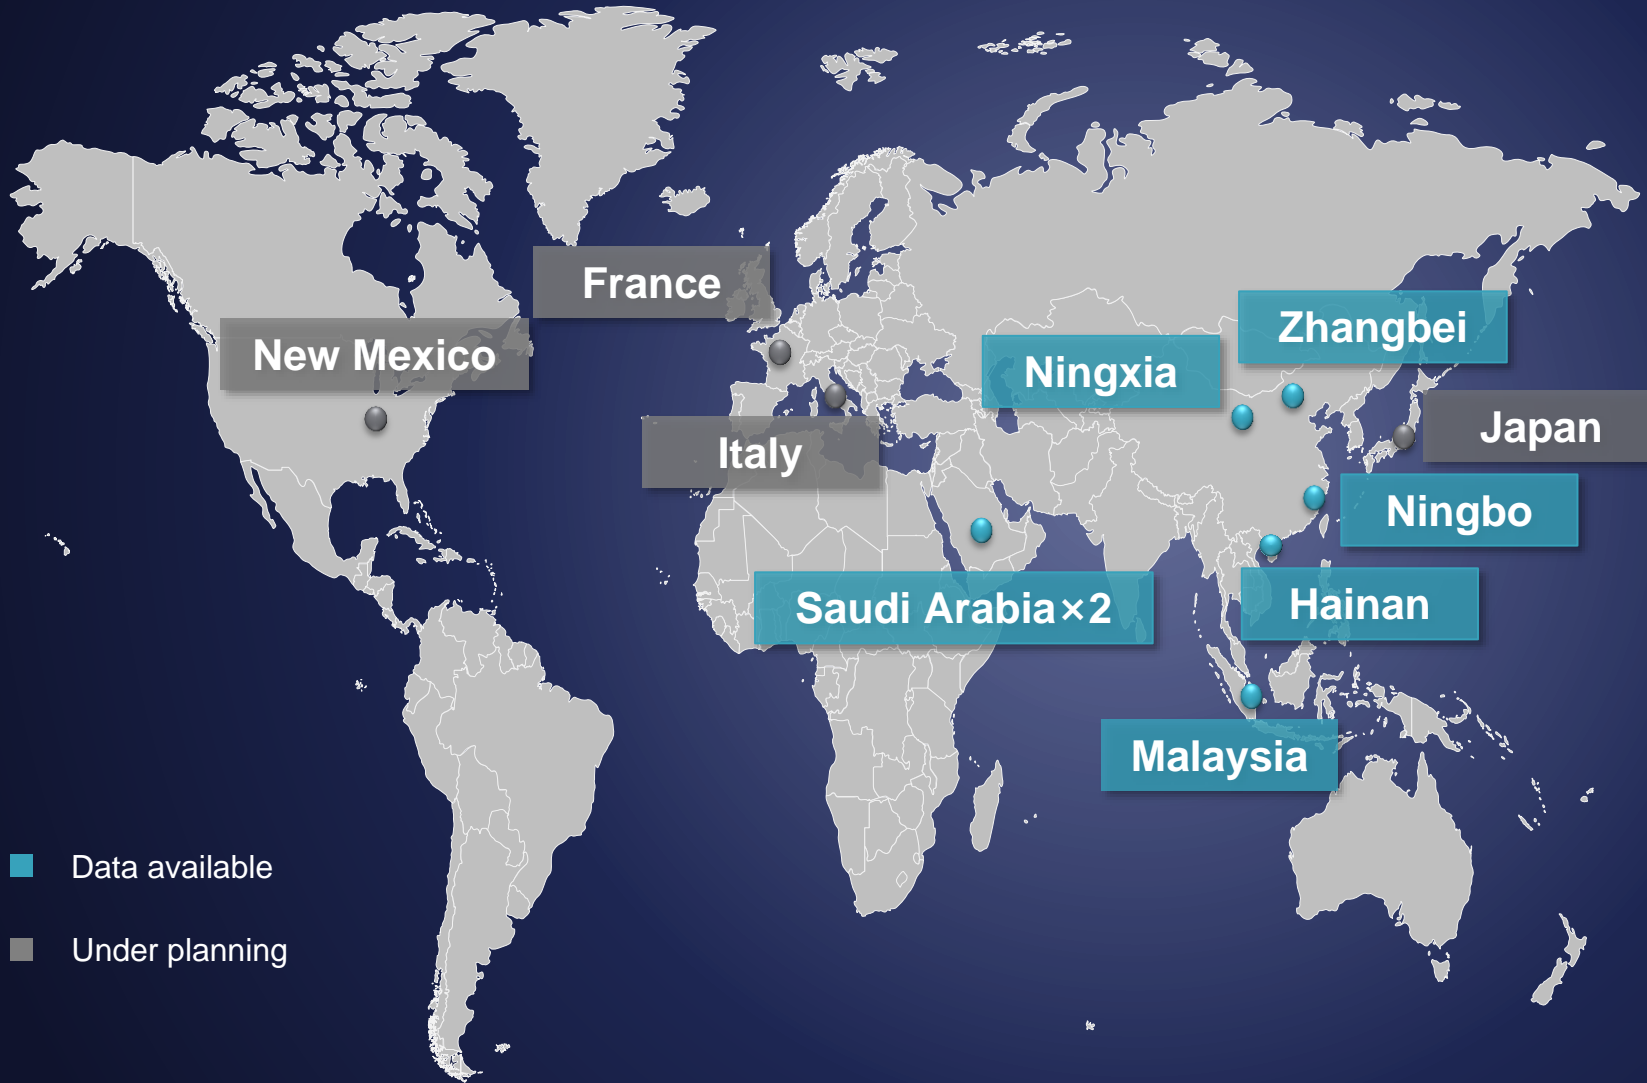 France
Zhangbei
New Mexico
Ningxia
Japan
Italy
Ningbo
Saudi Arabia×2
Hainan
Malaysia
Data available
Under planning